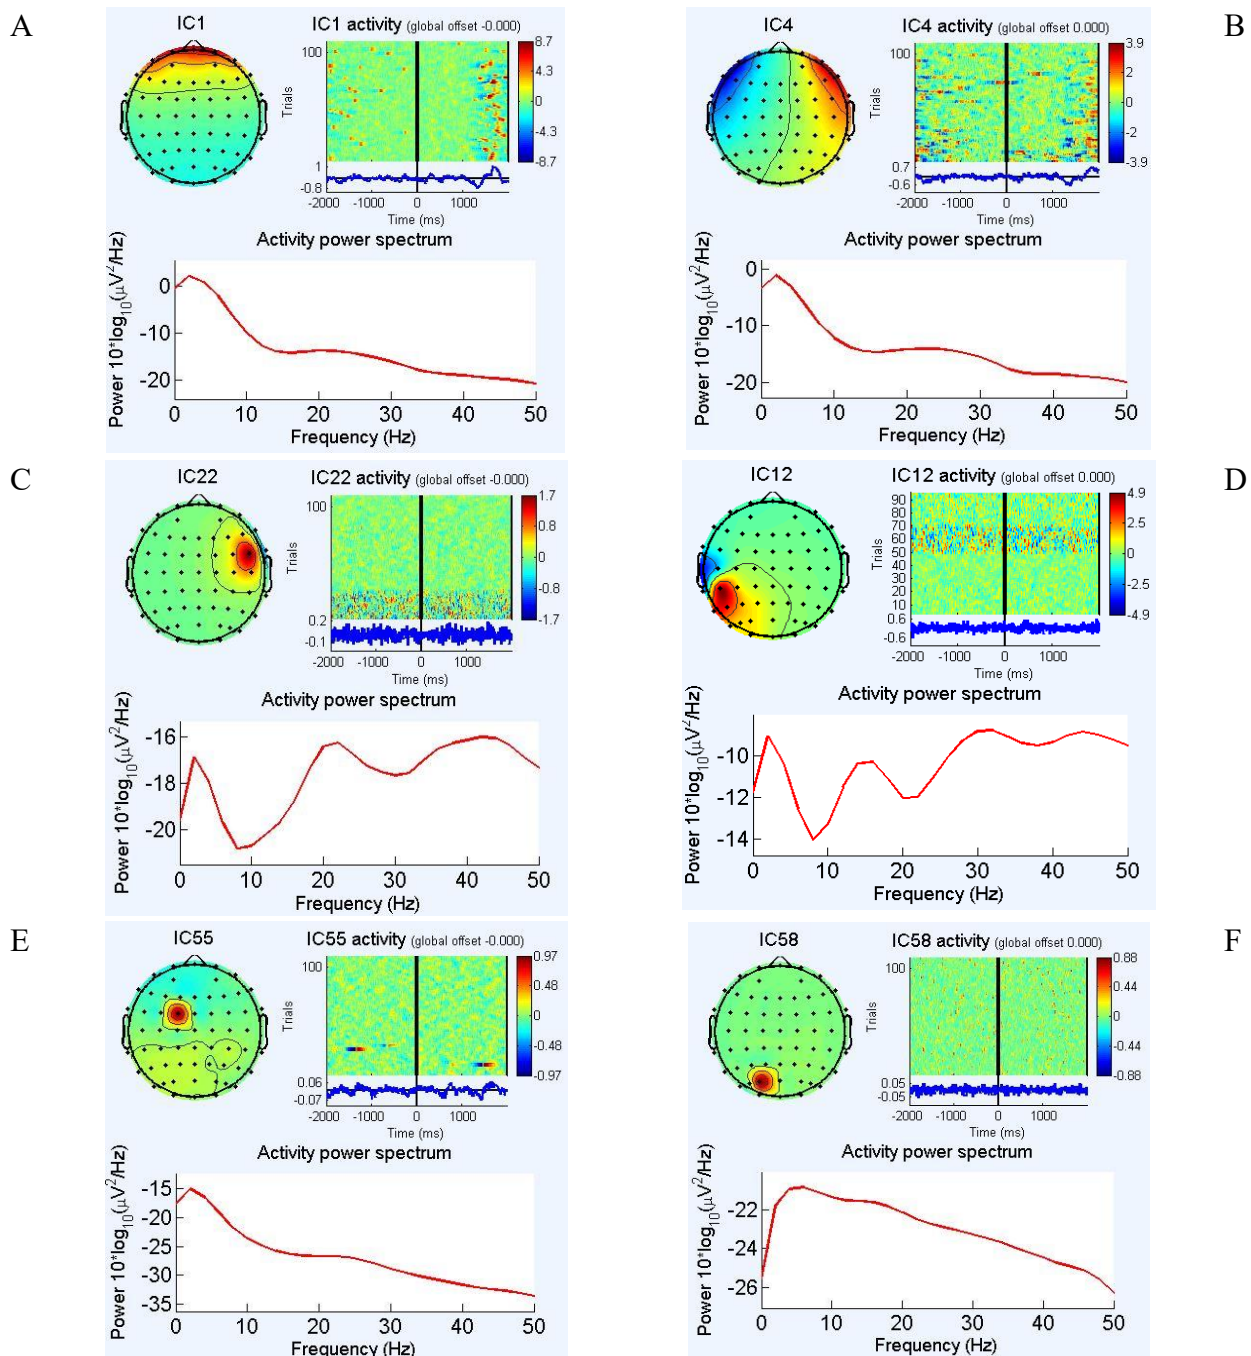 A
IC1
IC1 activity (global offset -0.000)
100
Trials
8.7
4.3
0
-4.3
-8.7
1
-0.8
-2000 -1000 0 1000
Time (ms)
Activity power spectrum
Power 10*log10(μV2/Hz)
0
-10
-20
0 10 20 30 40 50
Frequency (Hz)
B
IC4
IC4 activity (global offset 0.000)
100
Trials
3.9
2
0
-2
-3.9
0.7
-0.6
-2000 -1000 0 1000
Time (ms)
Activity power spectrum
Power 10*log10(μV2/Hz)
0
-10
-20
0 10 20 30 40 50
Frequency (Hz)
C
IC22
IC22 activity (global offset -0.000)
100
Trials
1.7
0.8
0
-0.8
-1.7
0.2
-0.1
-2000 -1000 0 1000
Time (ms)
Activity power spectrum
Power 10*log10(μV2/Hz)
-16
-18
-20
0 10 20 30 40 50
Frequency (Hz)
D
IC12
IC12 activity (global offset 0.000)
90
80
70
60
50
40
30
20
10
Trials
4.9
2.5
0
-2.5
-4.9
0.6
-0.6
-2000 -1000 0 1000
Time (ms)
Activity power spectrum
Power 10*log10(μV2/Hz)
-10
-12
-14
0 10 20 30 40 50
Frequency (Hz)
E
IC55
IC55 activity (global offset -0.000)
100
Trials
0.97
0.48
0
-0.48
-0.97
0.06
-0.07
-2000 -1000 0 1000
Time (ms)
Activity power spectrum
Power 10*log10(μV2/Hz)
-15
-20
-25
-30
-35
0 10 20 30 40 50
Frequency (Hz)
F
IC58
IC58 activity (global offset 0.000)
100
Trials
0.88
0.44
0
-0.44
-0.88
0.05
-0.05
-2000 -1000 0 1000
Time (ms)
Activity power spectrum
Power 10*log10(μV2/Hz)
-22
-24
-26
0 10 20 30 40 50
Frequency (Hz)